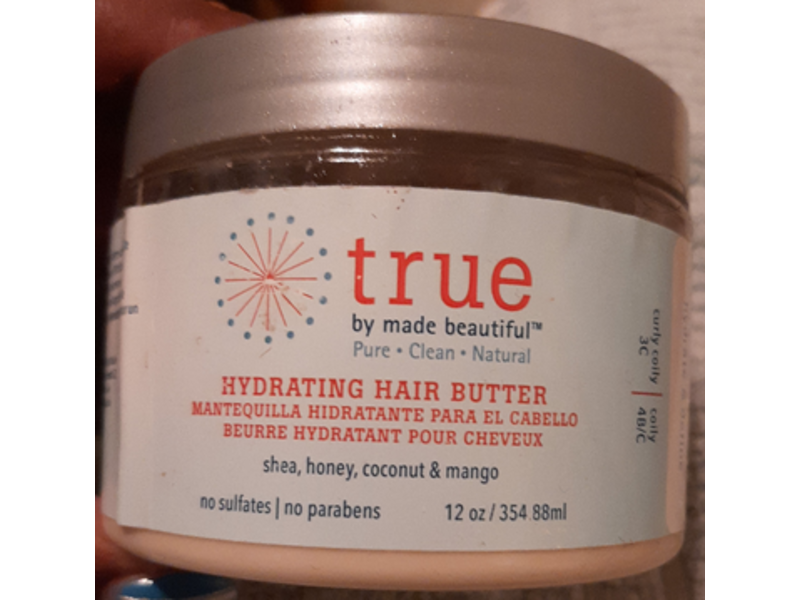 true
by made beautiful™
Pure • Clean • Natural
HYDRATING HAIR BUTTER
MANTEQUILLA HIDRATANTE PARA EL CABELLO
BEURRE HYDRATANT POUR CHEVEUX
shea, honey, coconut & mango
no sulfates | no parabens
12 oz / 354.88ml
curly coily | coily
3C 4B/C